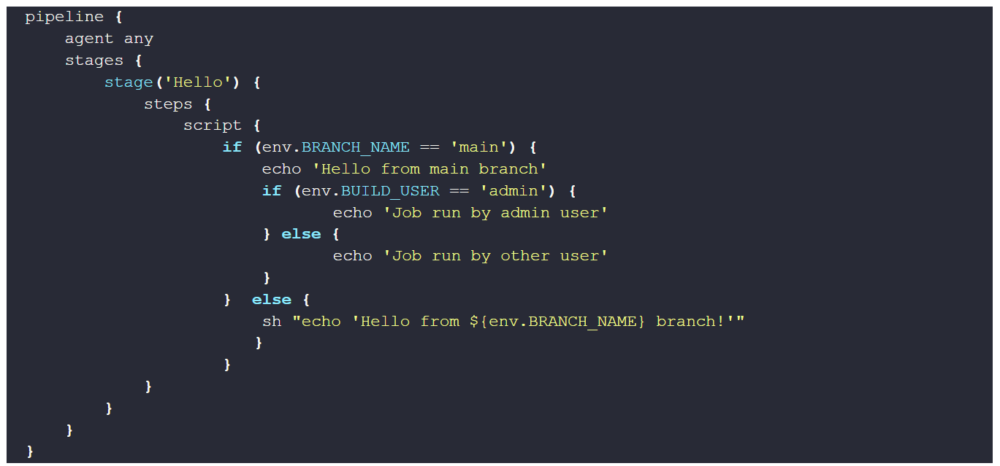 pipeline {
    agent any
    stages {
        stage('Hello') {
            steps {
                script {
                    if (env.BRANCH_NAME == 'main') {
                        echo 'Hello from main branch'
                        if (env.BUILD_USER == 'admin') {
                               echo 'Job run by admin user'
                        } else {
                               echo 'Job run by other user'
                        }
                    }  else {
                        sh "echo 'Hello from ${env.BRANCH_NAME} branch!'"
                       }
                    }
            }
        }
    }
}